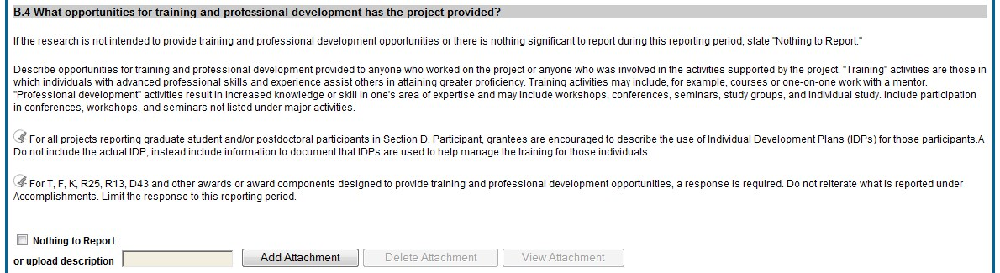 B.4 What opportunities for training and professional development has the project provided?
If the research is not intended to provide training and professional development opportunities or there is nothing significant to report during this reporting period, state "Nothing to Report."
Describe opportunities for training and professional development provided to anyone who worked on the project or anyone who was involved in the activities supported by the project. "Training" activities are those in
which individuals with advanced professional skills and experience assist others in attaining greater proficiency. Training activities may include, for example, courses or one-on-one work with a mentor.
"Professional development" activities result in increased knowledge or skill in one's area of expertise and may include workshops, conferences, seminars, study groups, and individual study. Include participation
in conferences, workshops, and seminars not listed under major activities.
For all projects reporting graduate student and/or postdoctoral participants in Section D. Participant, grantees are encouraged to describe the use of Individual Development Plans (IDPs) for those participants.A
Do not include the actual IDP; instead include information to document that IDPs are used to help manage the training for those individuals.
For T, F, K, R25, R13, D43 and other awards or award components designed to provide training and professional development opportunities, a response is required. Do not reiterate what is reported under
Accomplishments. Limit the response to this reporting period.
Nothing to Report
or upload description Add Attachment Delete Attachment View Attachment